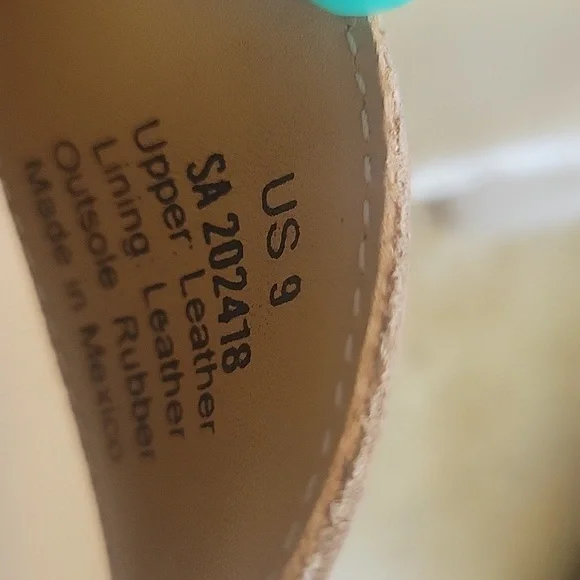 US 9
SA 202418
Upper: Leather
Lining: Leather
Outsole Rubber
Made in Mexico